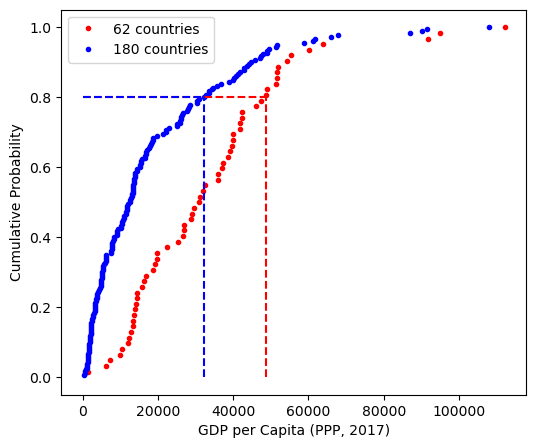 62 countries
180 countries
1.0
0.8
0.6
0.4
0.2
0.0
Cumulative Probability
0 20000 40000 60000 80000 100000
GDP per Capita (PPP, 2017)